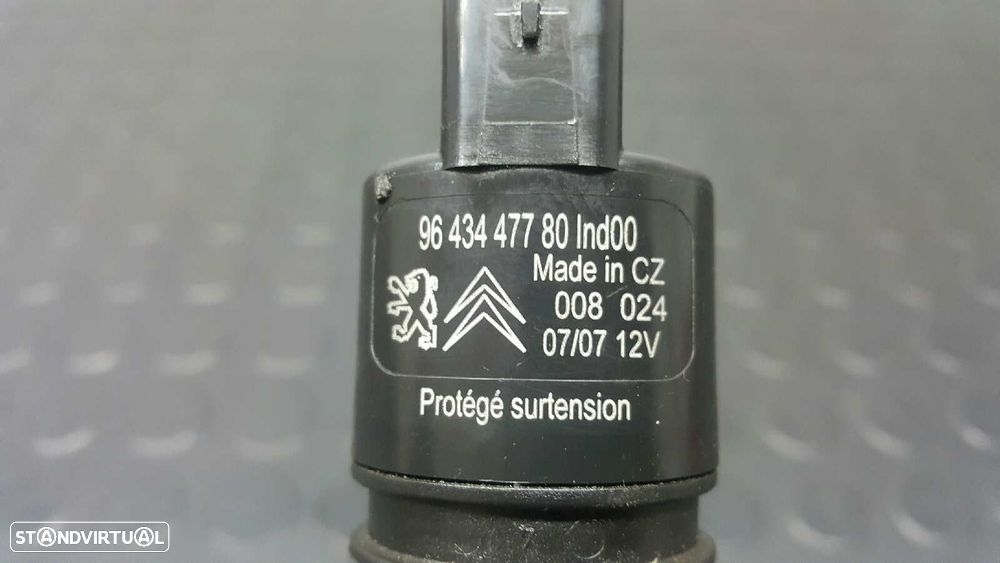 96 434 477 80 Ind00
Made in CZ
008 024
07/07 12V
Protégé surtension
STANDVIRTUAL